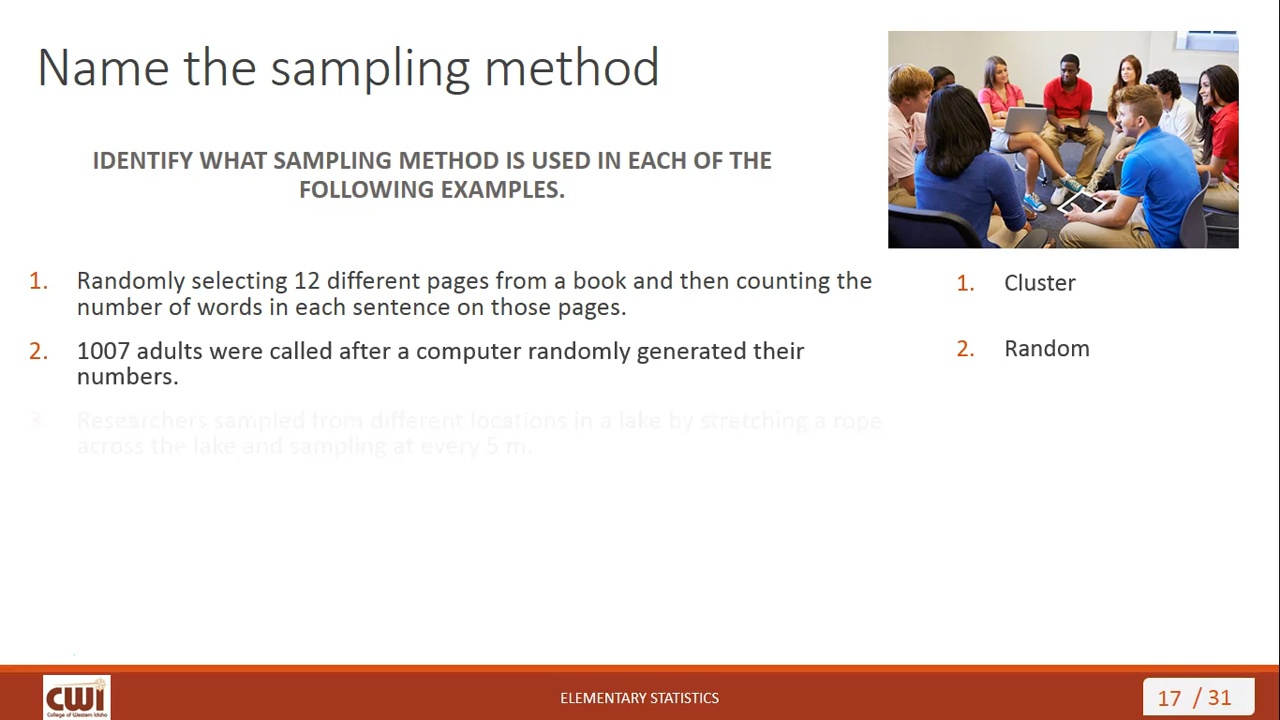 Name the sampling method
IDENTIFY WHAT SAMPLING METHOD IS USED IN EACH OF THE
FOLLOWING EXAMPLES.
1. Randomly selecting 12 different pages from a book and then counting the
number of words in each sentence on those pages.
2. 1007 adults were called after a computer randomly generated their
numbers.
3. Researchers sampled from different locations in a lake by stretching a rope
across the lake and sampling at every 5 m.
1. Cluster
2. Random
CWI
College of Western Idaho
ELEMENTARY STATISTICS
17 / 31